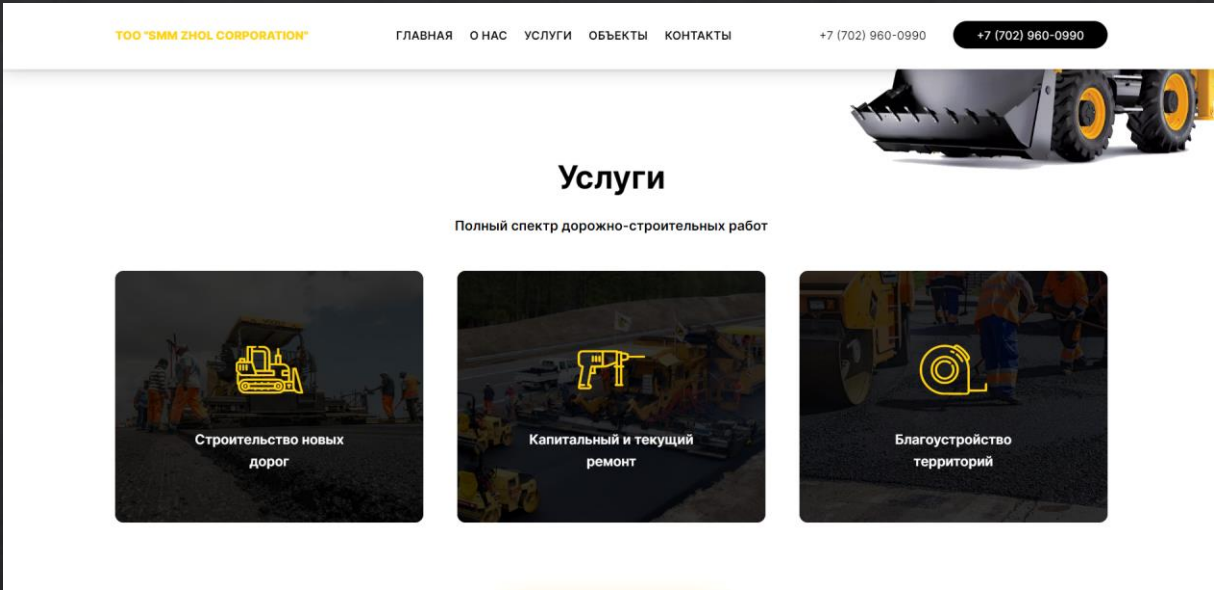 ТОО "SMM ZHOL CORPORATION"
ГЛАВНАЯ О НАС УСЛУГИ ОБЪЕКТЫ КОНТАКТЫ
+7 (702) 960-0990
+7 (702) 960-0990
Услуги
Полный спектр дорожно-строительных работ
Строительство новых
дорог
Капитальный и текущий
ремонт
Благоустройство
территорий